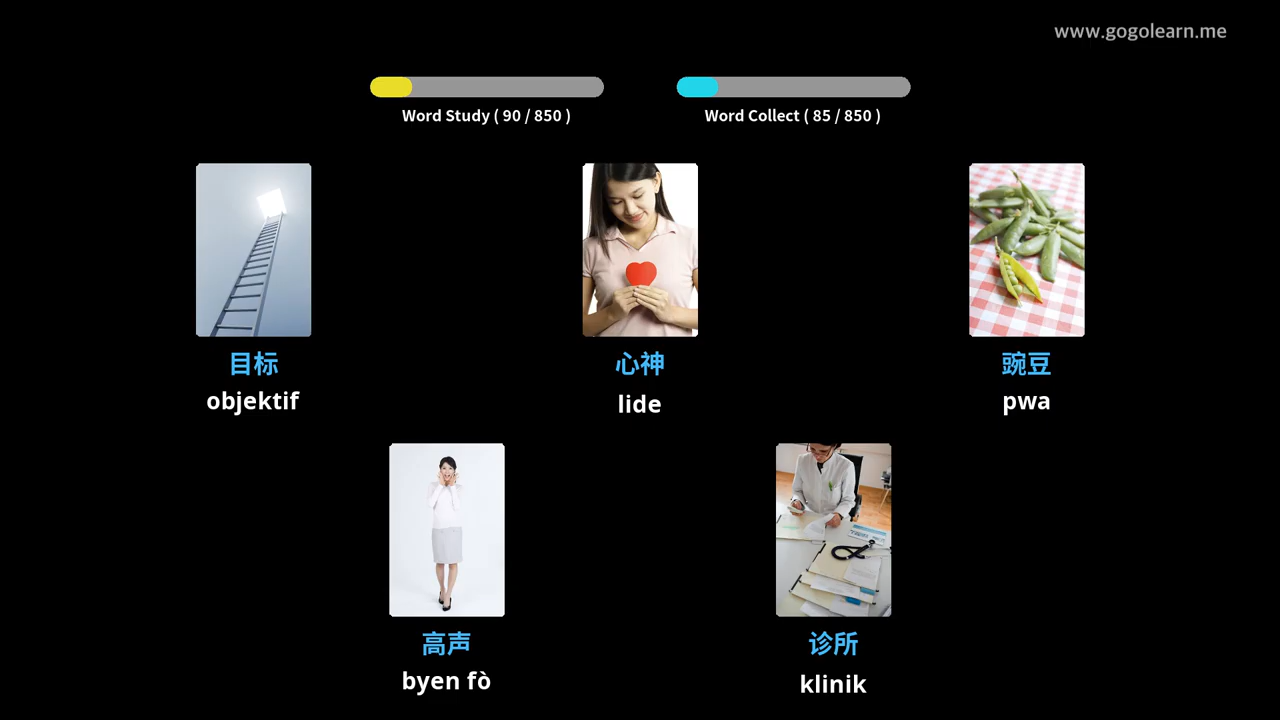 www.gogolearn.me
Word Study ( 90 / 850 )
Word Collect ( 85 / 850 )
目标
objektif
心神
lide
豌豆
pwa
高声
byen fò
诊所
klinik